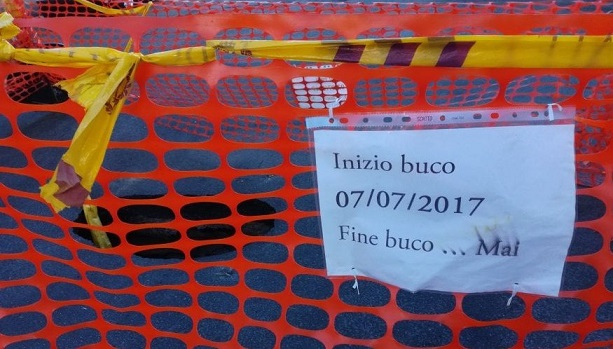 Inizio buco
07/07/2017
Fine buco ... Mai